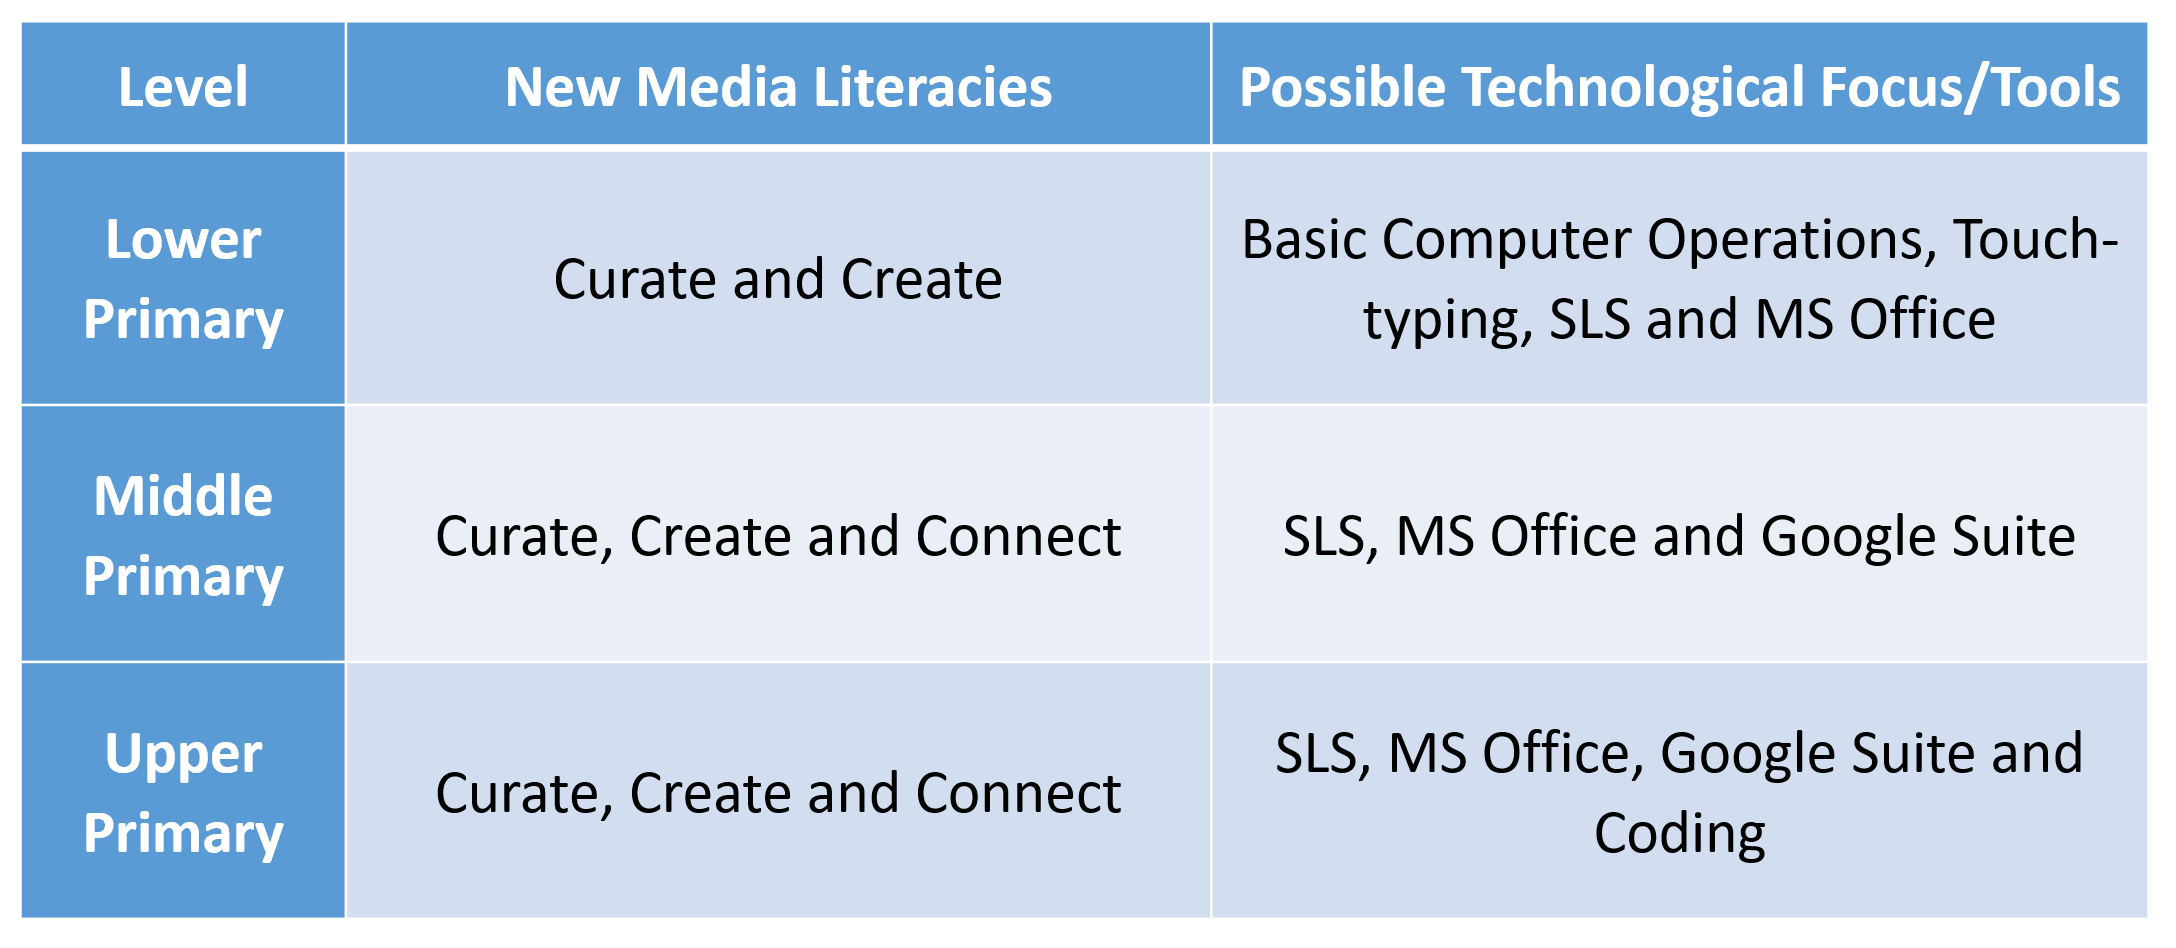 Level
New Media Literacies
Possible Technological Focus/Tools
Lower
Primary
Curate and Create
Basic Computer Operations, Touch-
typing, SLS and MS Office
Middle
Primary
Curate, Create and Connect
SLS, MS Office and Google Suite
Upper
Primary
Curate, Create and Connect
SLS, MS Office, Google Suite and
Coding